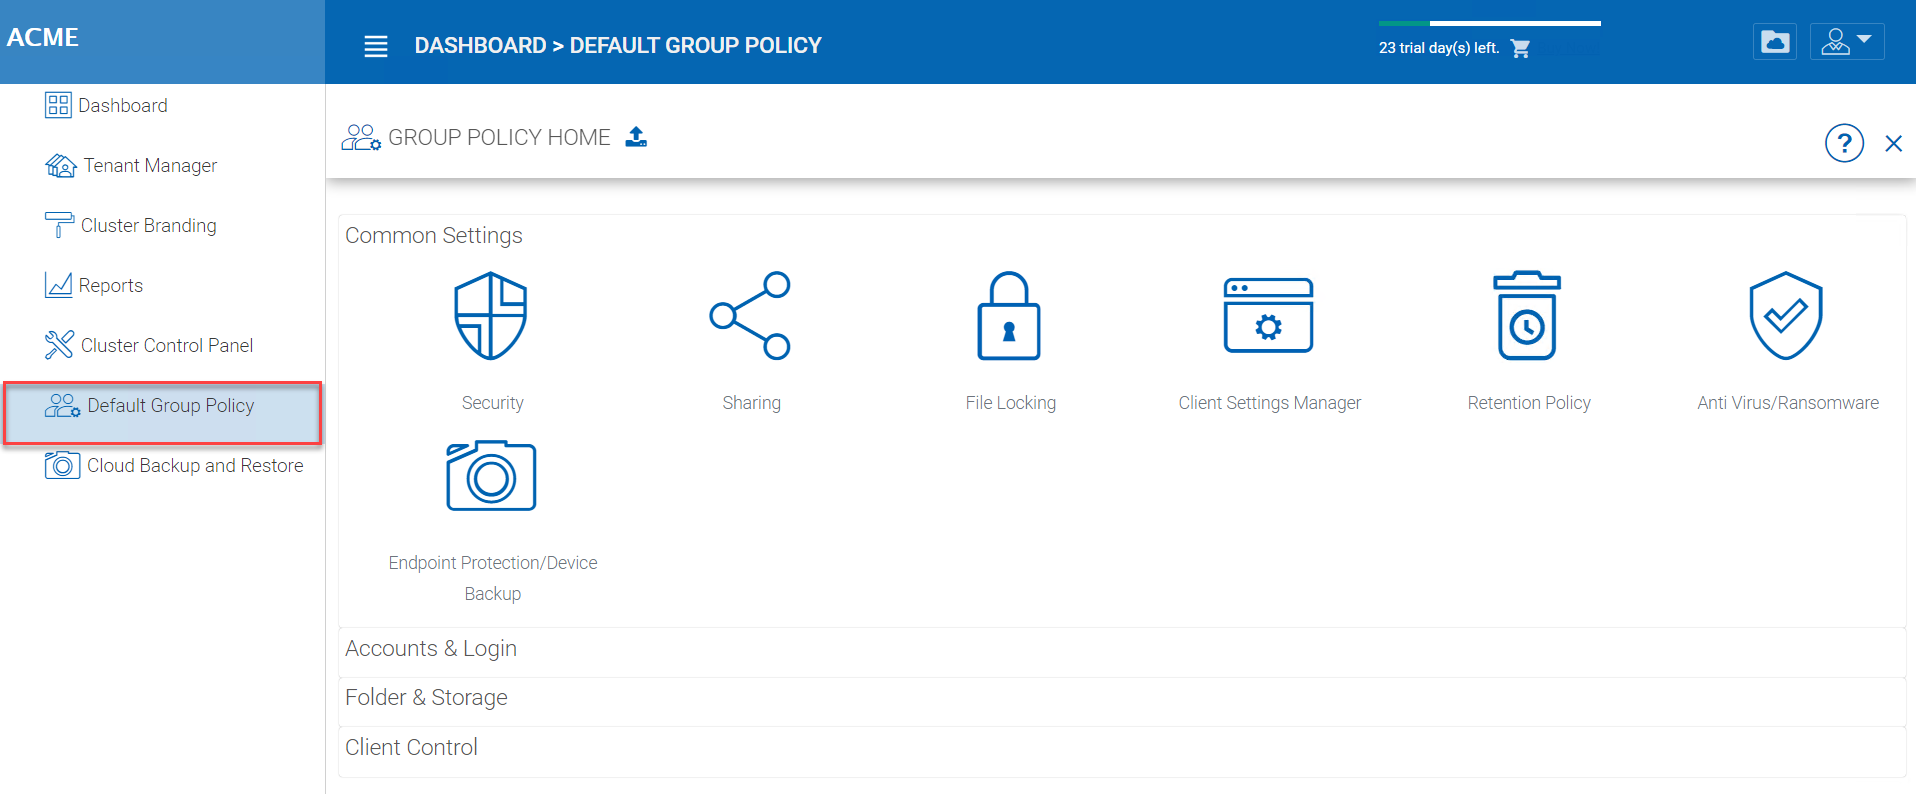 ACME
DASHBOARD > DEFAULT GROUP POLICY
23 trial day(s) left.
Dashboard
Tenant Manager
Cluster Branding
Reports
Cluster Control Panel
Default Group Policy
Cloud Backup and Restore
GROUP POLICY HOME
?
Common Settings
Security
Sharing
File Locking
Client Settings Manager
Retention Policy
Anti Virus/Ransomware
Endpoint Protection/Device
Backup
Accounts & Login
Folder & Storage
Client Control